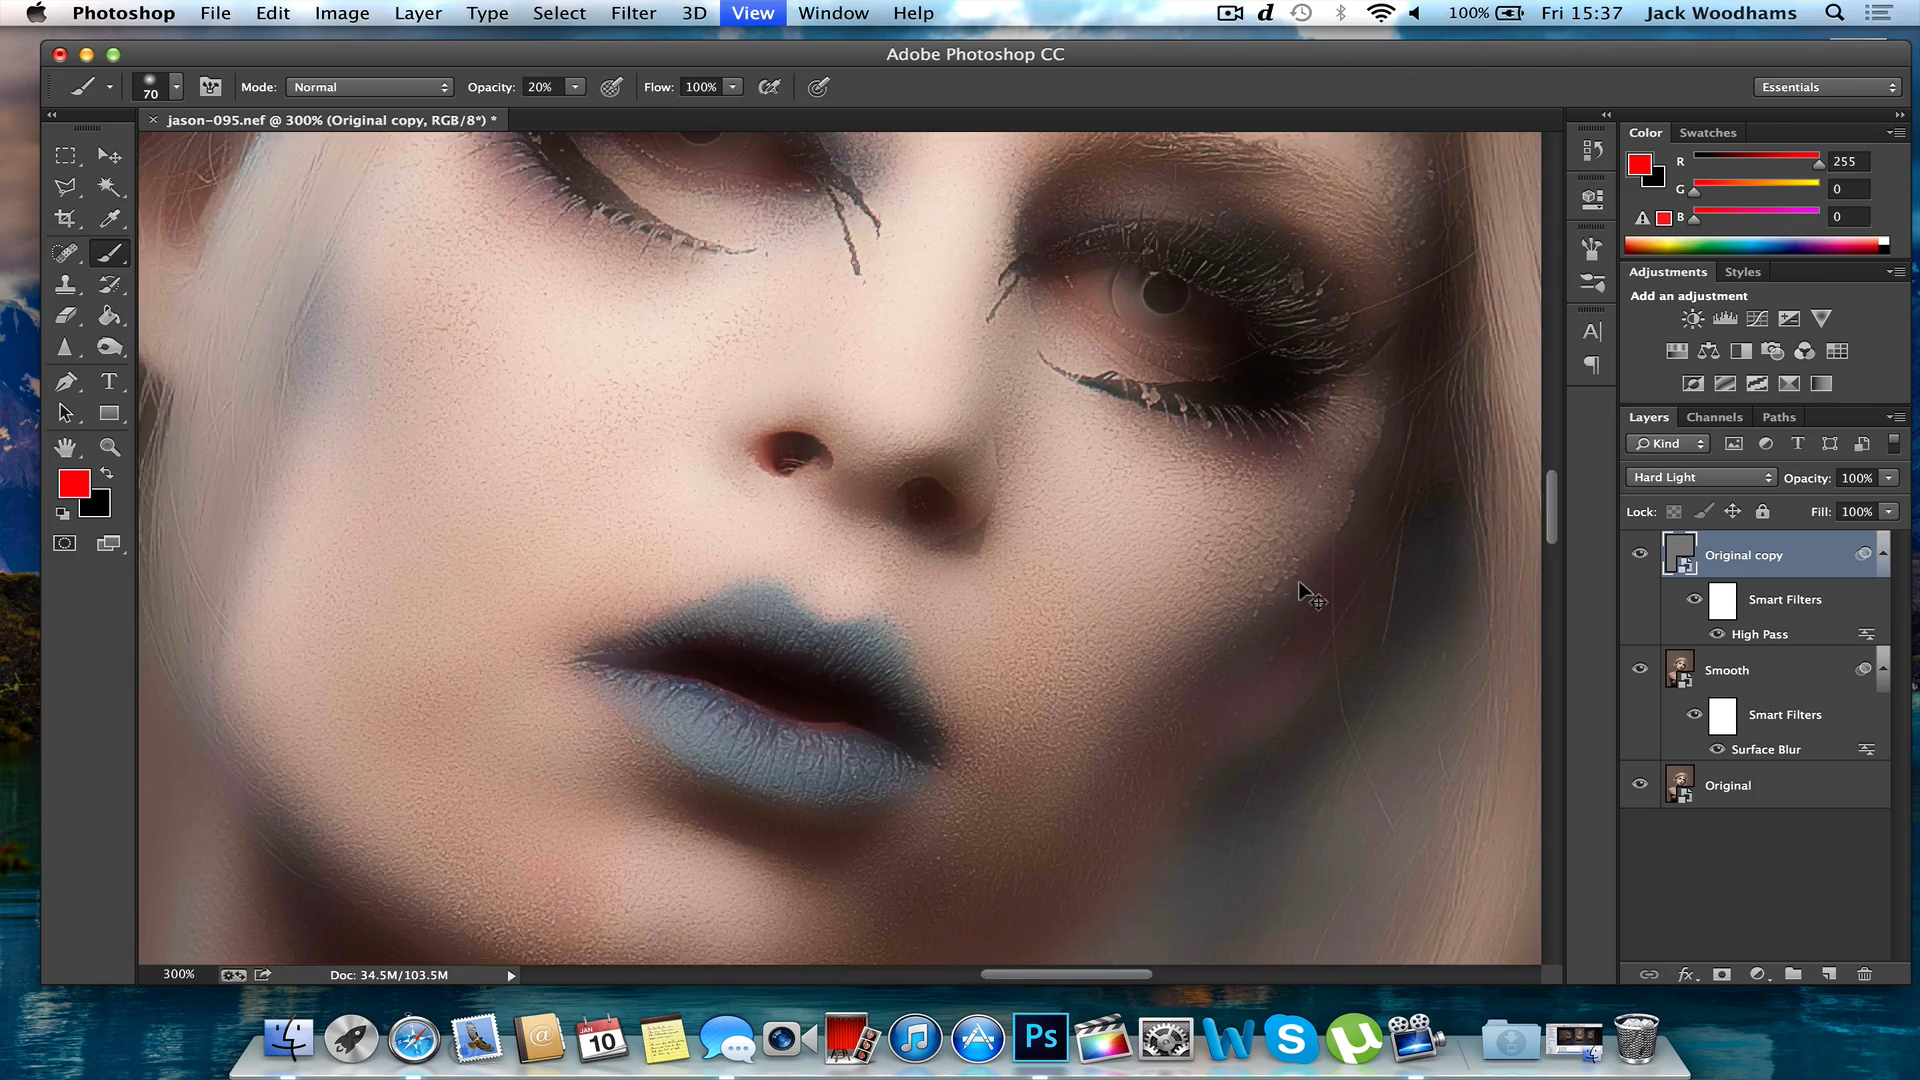 Photoshop File Edit Image Layer Type Select Filter 3D View Window Help d 100% Fri 15:37 Jack Woodhams
Adobe Photoshop CC
70 Mode: Normal Opacity: 20% Flow: 100% Essentials
jason-095.nef @ 300% (Original copy, RGB/8*) *
Color Swatches
R 255
G 0
B 0
Adjustments Styles
Add an adjustment
Layers Channels Paths
Kind
Hard Light Opacity: 100%
Lock: Fill: 100%
Original copy
Smart Filters
High Pass
Smooth
Smart Filters
Surface Blur
Original
300% Doc: 34.5M/103.5M
fx
JAN
10
Ps
W
S